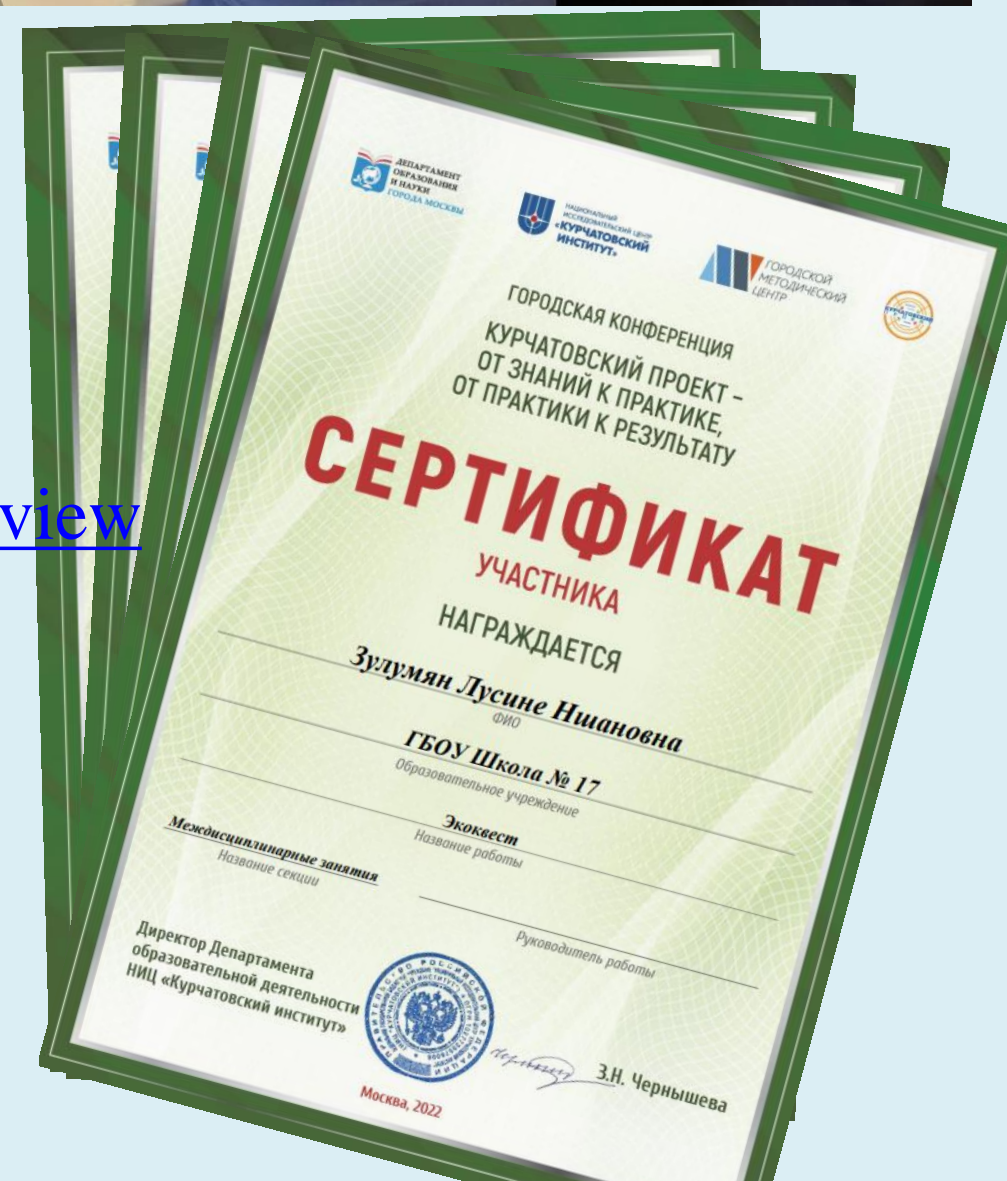 ДЕПАРТАМЕНТ
ОБРАЗОВАНИЯ
И НАУКИ
ГОРОДА МОСКВЫ
НАЦИОНАЛЬНЫЙ
ИССЛЕДОВАТЕЛЬСКИЙ ЦЕНТР
«КУРЧАТОВСКИЙ
ИНСТИТУТ»
ГОРОДСКОЙ
МЕТОДИЧЕСКИЙ
ЦЕНТР
ГОРОДСКАЯ КОНФЕРЕНЦИЯ
КУРЧАТОВСКИЙ ПРОЕКТ –
ОТ ЗНАНИЙ К ПРАКТИКЕ,
ОТ ПРАКТИКИ К РЕЗУЛЬТАТУ
СЕРТИФИКАТ
view
УЧАСТНИКА
НАГРАЖДАЕТСЯ
Зулумян Лусине Ншановна
ФИО
ГБОУ Школа № 17
Образовательное учреждение
Экоквест
Название работы
Междисциплинарные занятия
Название секции
Руководитель работы
Директор Департамента
образовательной деятельности
НИЦ «Курчатовский институт»
З.Н. Чернышева
Москва, 2022